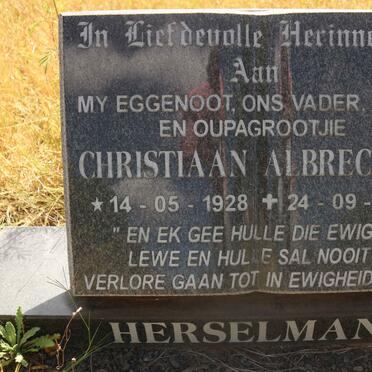 In Liefdevolle Herinne
Aan
MY EGGENOOT, ONS VADER,
EN OUPAGROOTJIE
CHRISTIAAN ALBREC
★ 14 - 05 - 1928 ✝ 24 - 09 -
" EN EK GEE HULLE DIE EWIG
LEWE EN HULLE SAL NOOIT
VERLORE GAAN TOT IN EWIGHEID
HERSELMAN